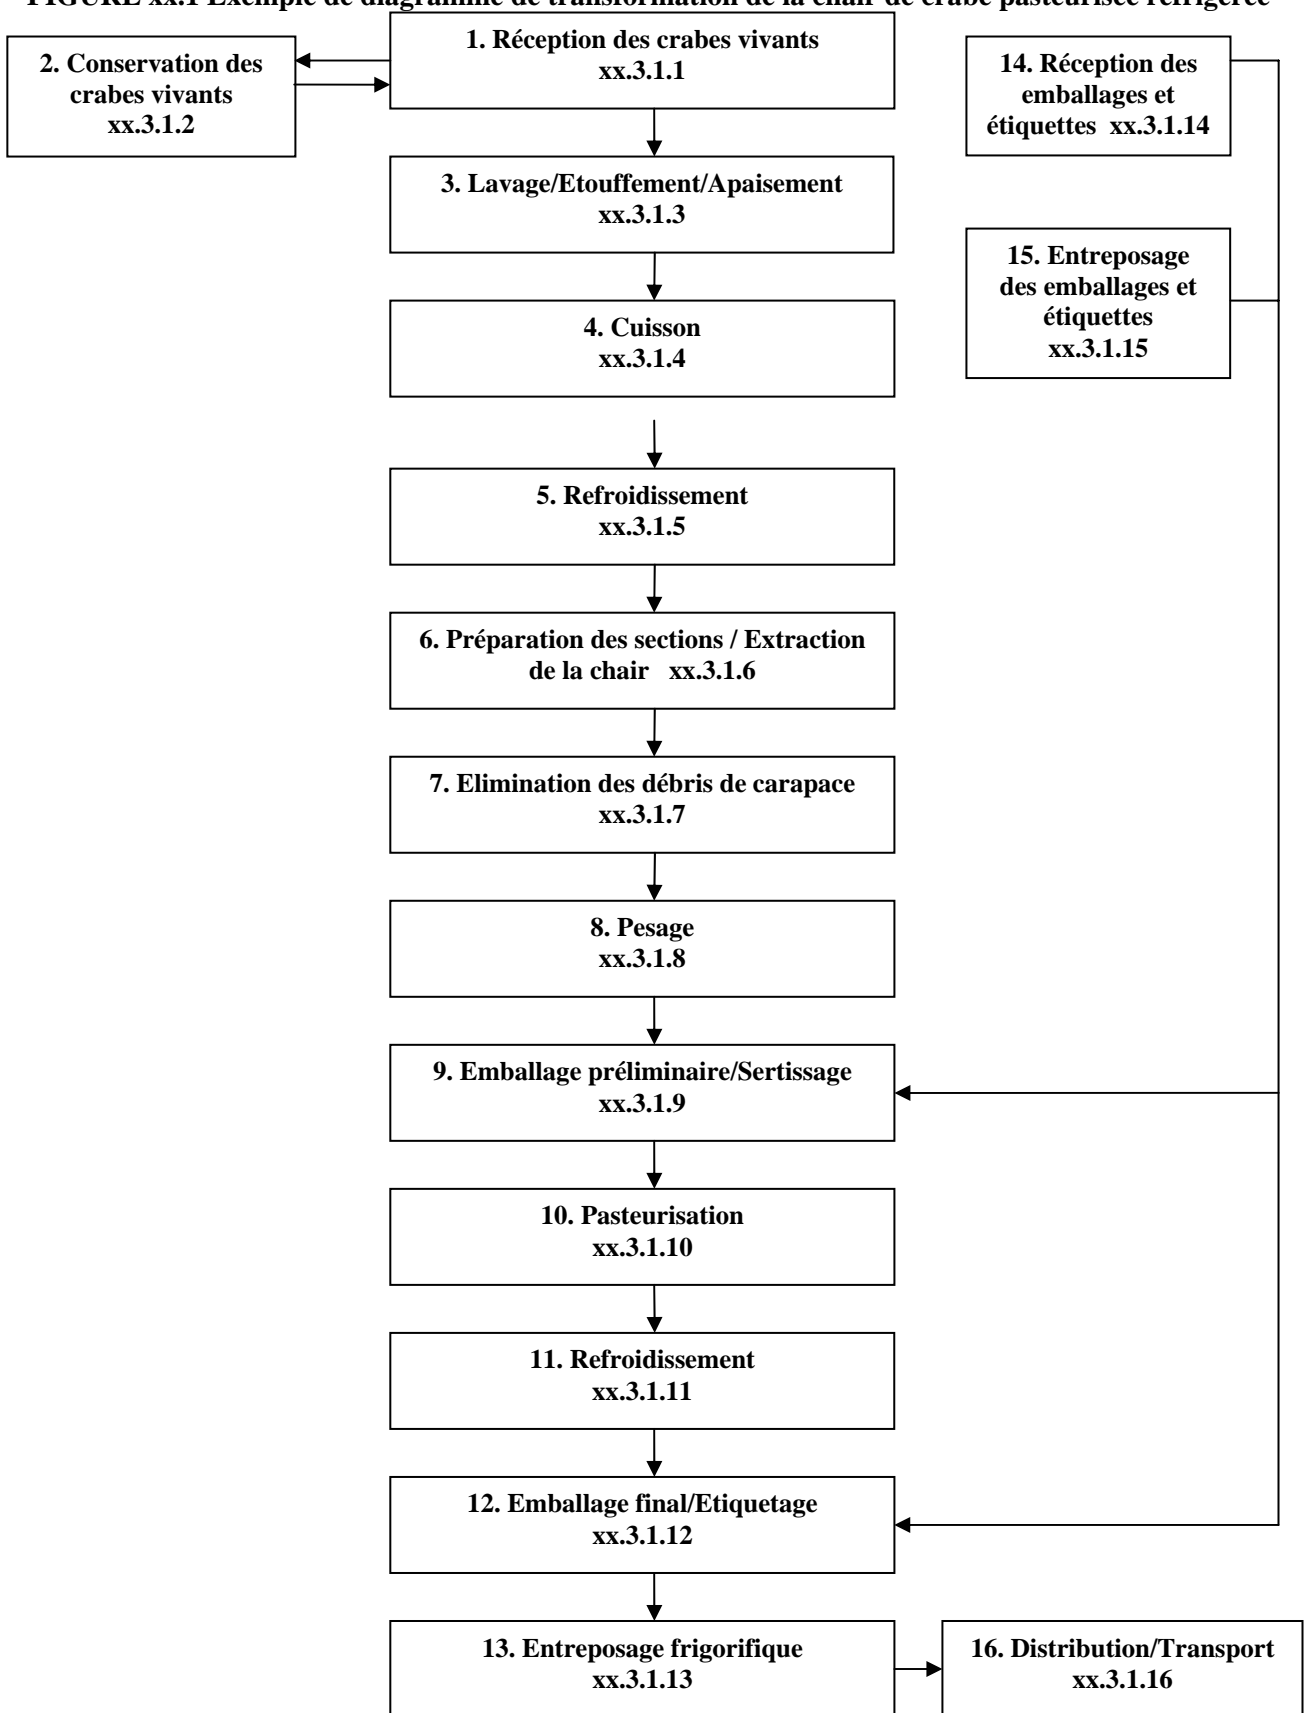 FIGURE xx.1 Exemple de diagramme de transformation de la chair de crabe pasteurisée réfrigérée
1. Réception des crabes vivants
xx.3.1.1
2. Conservation des
crabes vivants
xx.3.1.2
14. Réception des
emballages et
étiquettes xx.3.1.14
3. Lavage/Etouffement/Apaisement
xx.3.1.3
15. Entreposage
des emballages et
étiquettes
xx.3.1.15
4. Cuisson
xx.3.1.4
5. Refroidissement
xx.3.1.5
6. Préparation des sections / Extraction
de la chair xx.3.1.6
7. Elimination des débris de carapace
xx.3.1.7
8. Pesage
xx.3.1.8
9. Emballage préliminaire/Sertissage
xx.3.1.9
10. Pasteurisation
xx.3.1.10
11. Refroidissement
xx.3.1.11
12. Emballage final/Etiquetage
xx.3.1.12
13. Entreposage frigorifique
xx.3.1.13
16. Distribution/Transport
xx.3.1.16